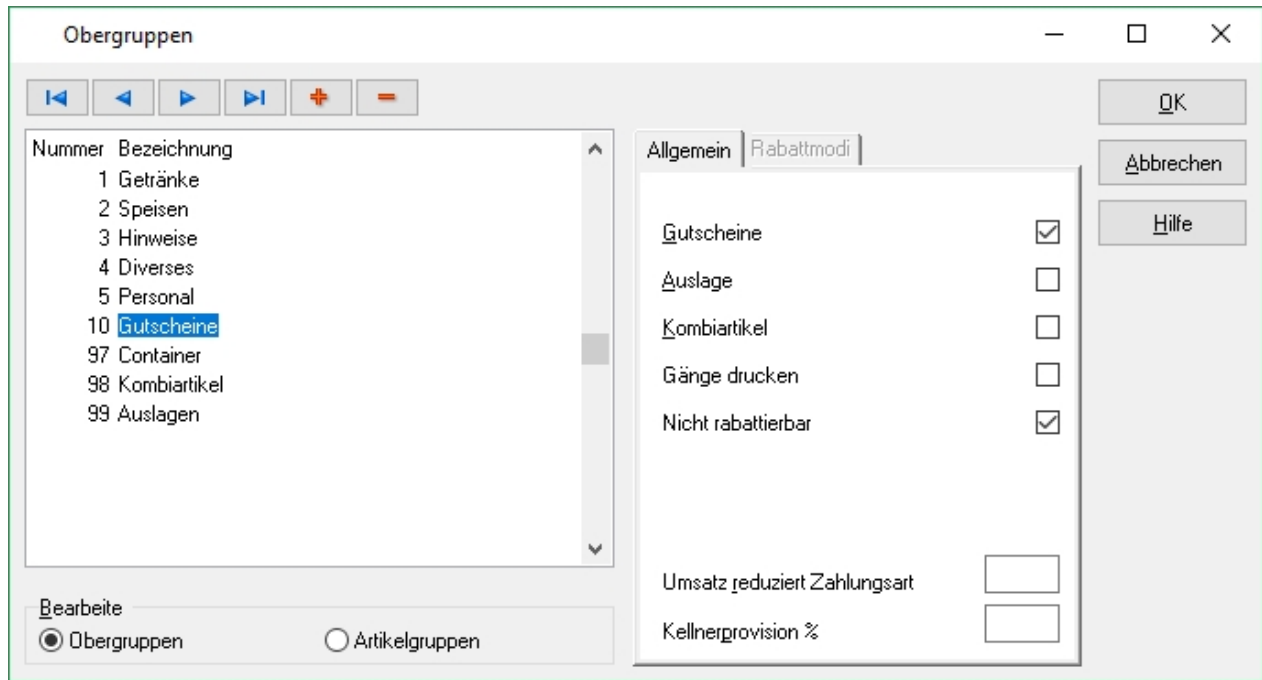 Obergruppen
OK
Nummer Bezeichnung
1 Getränke
2 Speisen
3 Hinweise
4 Diverses
5 Personal
10 Gutscheine
97 Container
98 Kombiartikel
99 Auslagen
Bearbeite
Obergruppen
Artikelgruppen
Allgemein
Rabattmodi
Gutscheine
Auslage
Kombiartikel
Gänge drucken
Nicht rabattierbar
Umsatz reduziert Zahlungsart
Kellnerprovision %
Abbrechen
Hilfe